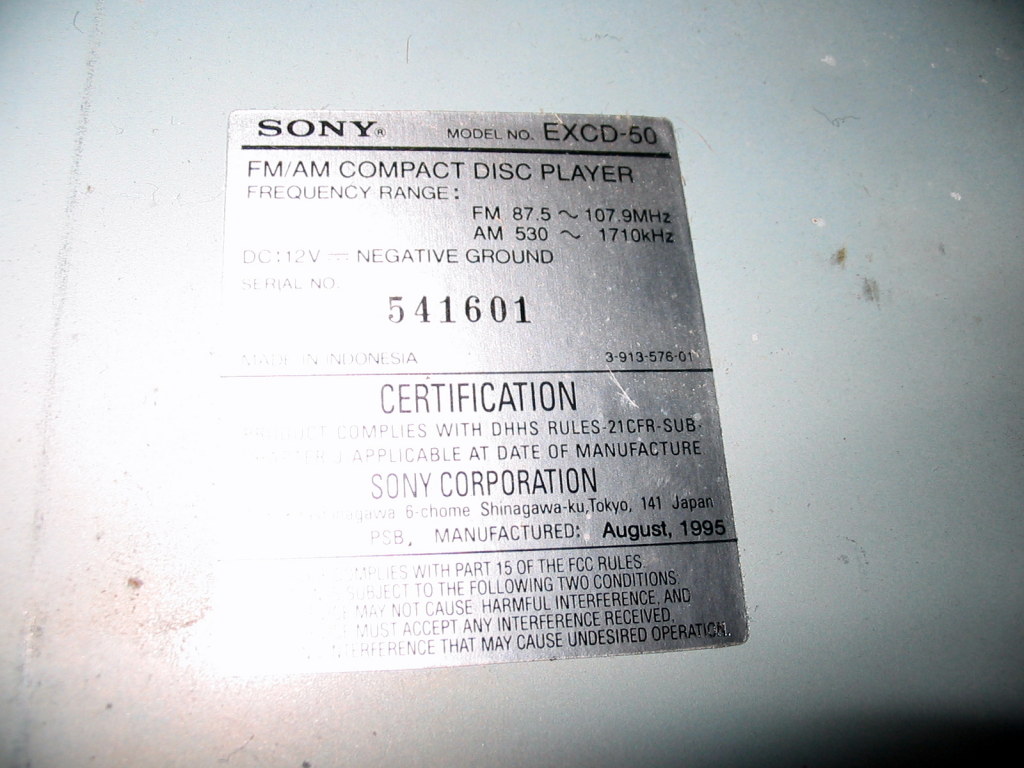 SONY® MODEL NO. EXCD-50
FM/AM COMPACT DISC PLAYER
FREQUENCY RANGE:
FM 87.5 ~ 107.9MHz
AM 530 ~ 1710kHz
DC:12V ⎓ NEGATIVE GROUND
SERIAL NO.
541601
MADE IN INDONESIA 3-913-576-01
CERTIFICATION
PRODUCT COMPLIES WITH DHHS RULES-21CFR-SUB-
J APPLICABLE AT DATE OF MANUFACTURE
SONY CORPORATION
6-chome Shinagawa-ku,Tokyo, 141 Japan
PSB, MANUFACTURED: August, 1995
COMPLIES WITH PART 15 OF THE FCC RULES.
SUBJECT TO THE FOLLOWING TWO CONDITIONS:
MAY NOT CAUSE HARMFUL INTERFERENCE, AND
MUST ACCEPT ANY INTERFERENCE RECEIVED,
INTERFERENCE THAT MAY CAUSE UNDESIRED OPERATION.